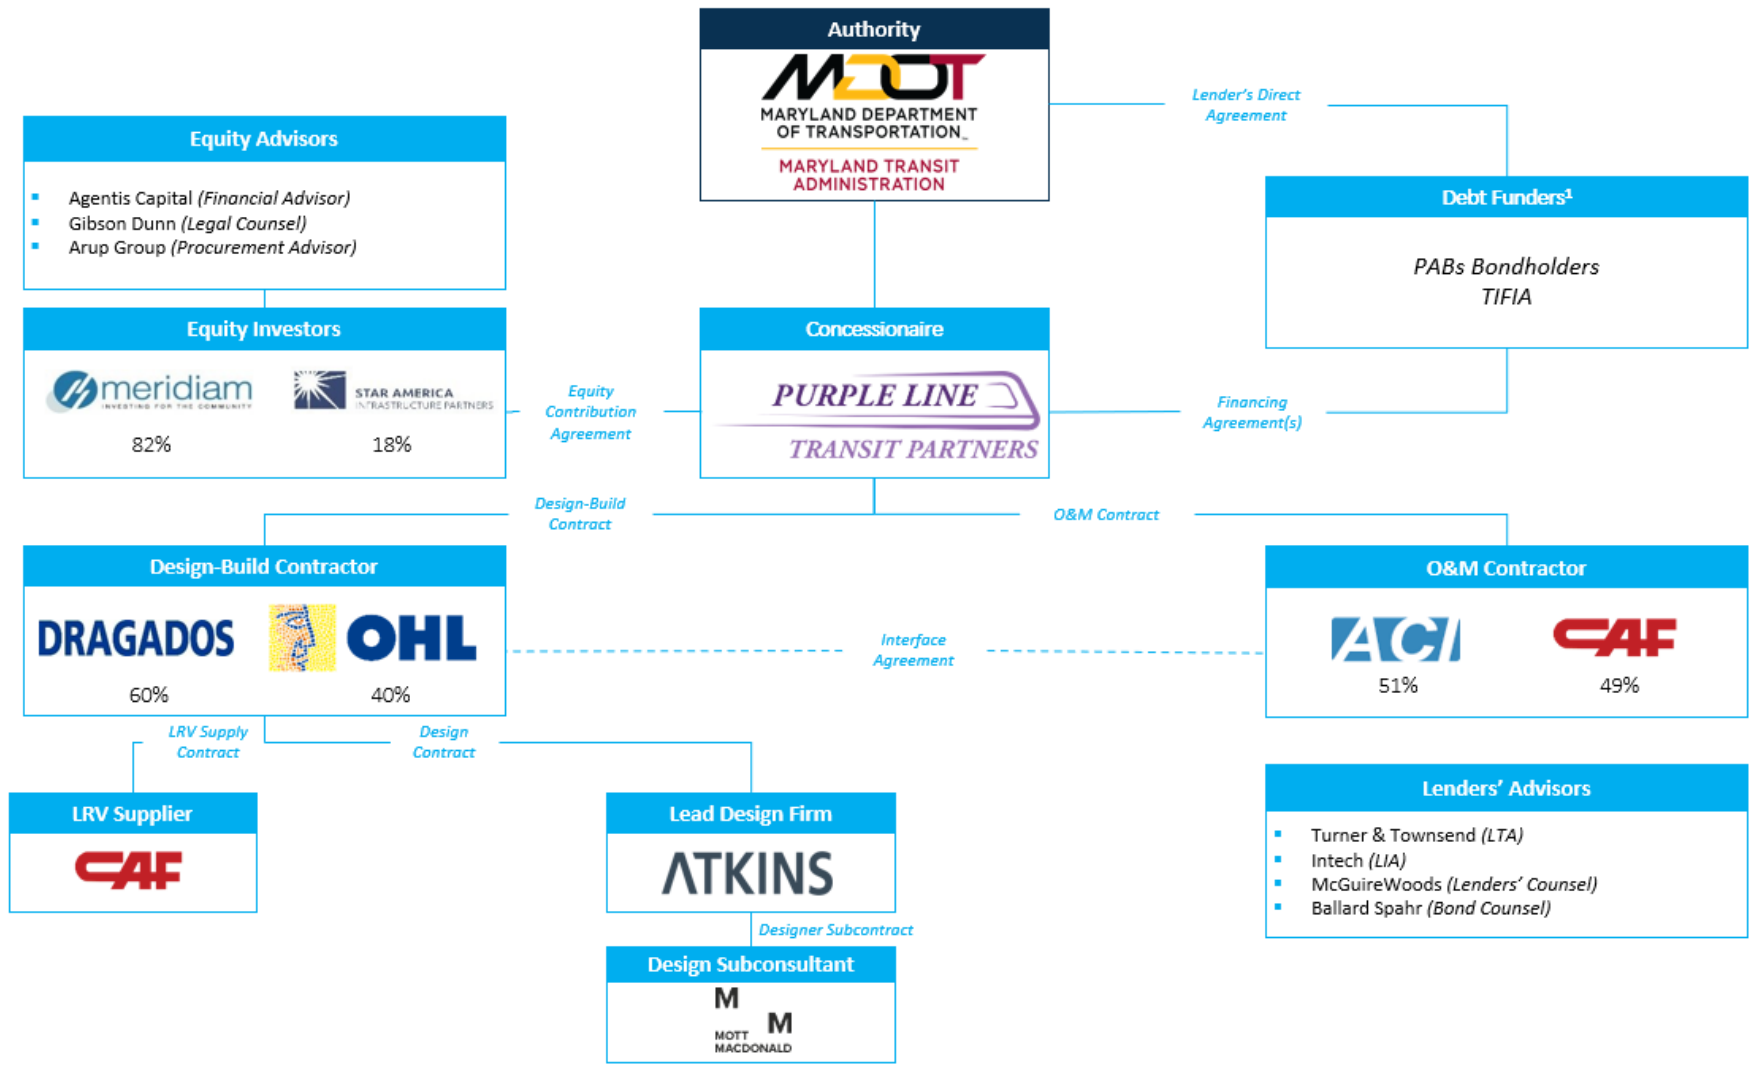 Authority
MDOT
MARYLAND DEPARTMENT
OF TRANSPORTATION
MARYLAND TRANSIT
ADMINISTRATION
Lender's Direct
Agreement
Equity Advisors
Agentis Capital (Financial Advisor)
Gibson Dunn (Legal Counsel)
Arup Group (Procurement Advisor)
Debt Funders¹
PABs Bondholders
TIFIA
Equity Investors
meridiam
INVESTING FOR THE COMMUNITY
STAR AMERICA
INFRASTRUCTURE PARTNERS
82%
18%
Equity
Contribution
Agreement
Concessionaire
PURPLE LINE
TRANSIT PARTNERS
Financing
Agreement(s)
Design-Build
Contract
O&M Contract
Design-Build Contractor
DRAGADOS
OHL
60%
40%
Interface
Agreement
O&M Contractor
ACI
CAF
51%
49%
LRV Supply
Contract
Design
Contract
LRV Supplier
CAF
Lead Design Firm
ATKINS
Designer Subcontract
Design Subconsultant
M
M
MOTT
MACDONALD
Lenders' Advisors
Turner & Townsend (LTA)
Intech (LIA)
McGuireWoods (Lenders' Counsel)
Ballard Spahr (Bond Counsel)